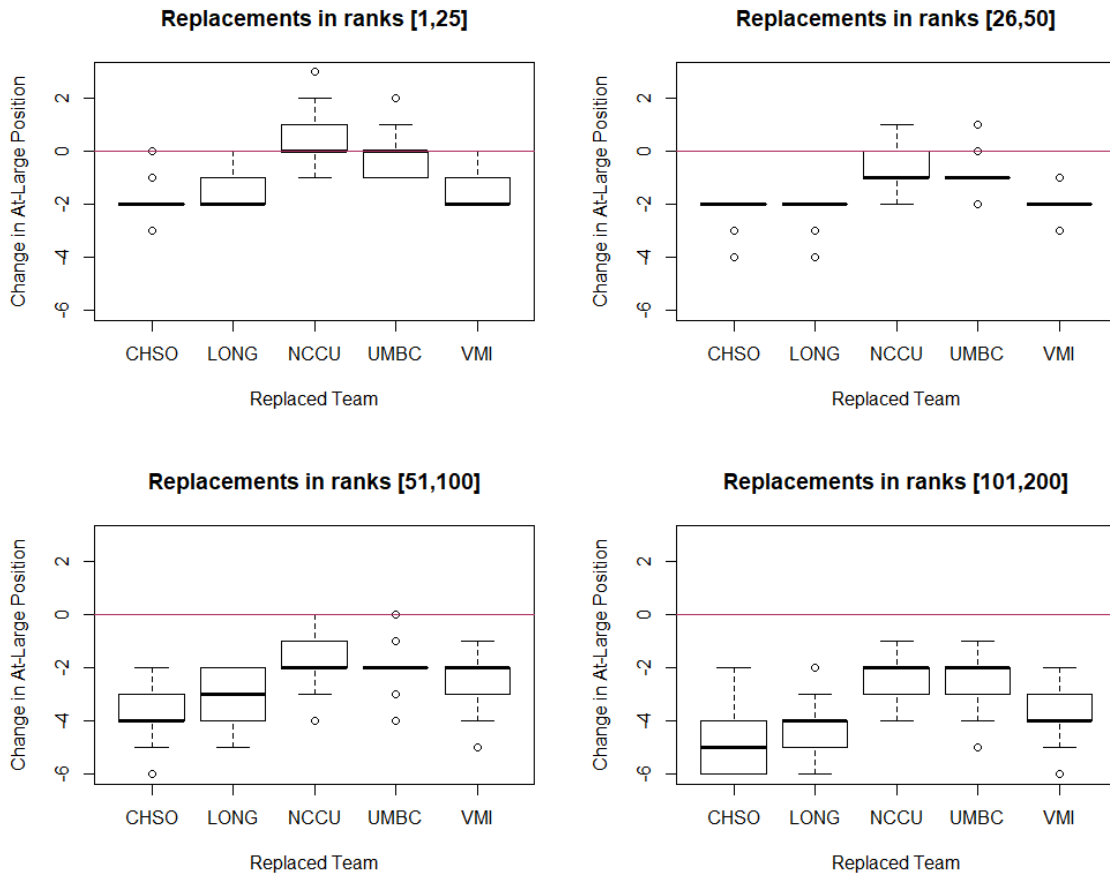 Replacements in ranks [1,25]
Change in At-Large Position
2
0
-2
-4
-6
CHSO LONG NCCU UMBC VMI
Replaced Team
Replacements in ranks [26,50]
Change in At-Large Position
2
0
-2
-4
-6
CHSO LONG NCCU UMBC VMI
Replaced Team
Replacements in ranks [51,100]
Change in At-Large Position
2
0
-2
-4
-6
CHSO LONG NCCU UMBC VMI
Replaced Team
Replacements in ranks [101,200]
Change in At-Large Position
2
0
-2
-4
-6
CHSO LONG NCCU UMBC VMI
Replaced Team